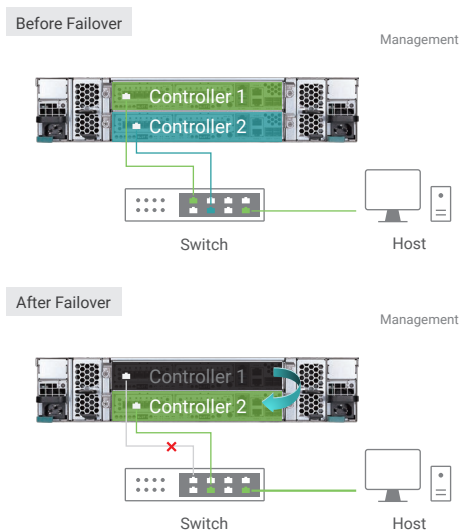 Before Failover
Management
Controller 1
Controller 2
Switch
Host
After Failover
Management
Controller 1
Controller 2
Switch
Host